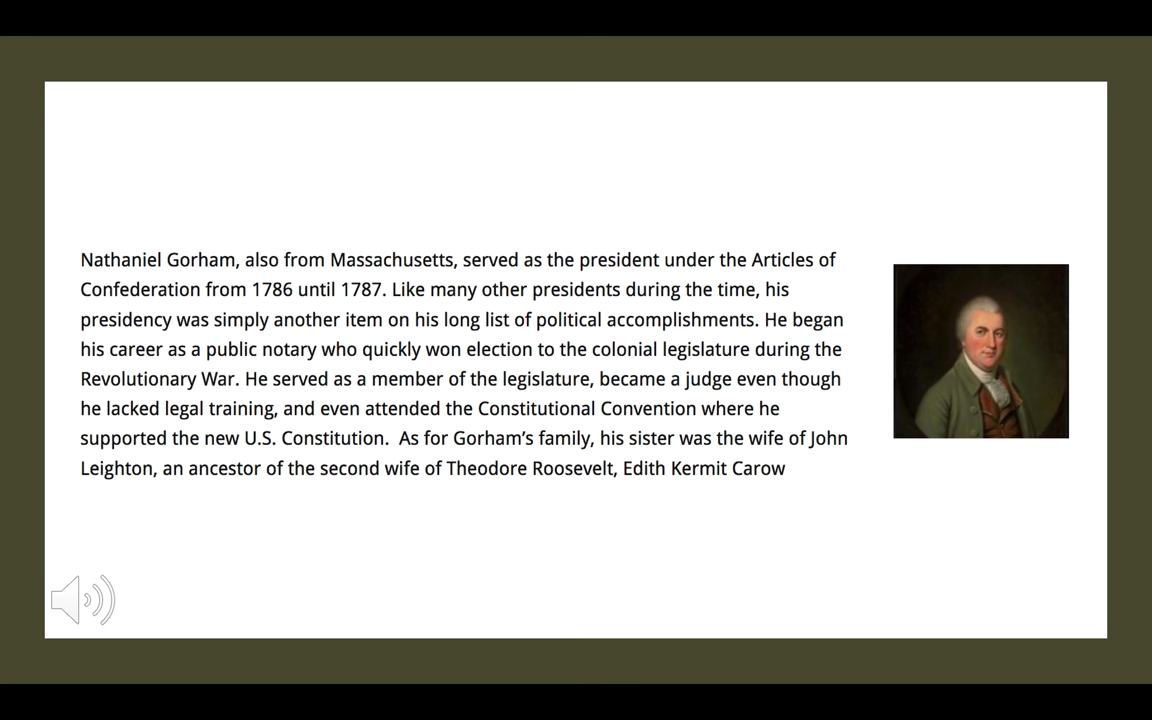 Nathaniel Gorham, also from Massachusetts, served as the president under the Articles of
Confederation from 1786 until 1787. Like many other presidents during the time, his
presidency was simply another item on his long list of political accomplishments. He began
his career as a public notary who quickly won election to the colonial legislature during the
Revolutionary War. He served as a member of the legislature, became a judge even though
he lacked legal training, and even attended the Constitutional Convention where he
supported the new U.S. Constitution.  As for Gorham’s family, his sister was the wife of John
Leighton, an ancestor of the second wife of Theodore Roosevelt, Edith Kermit Carow